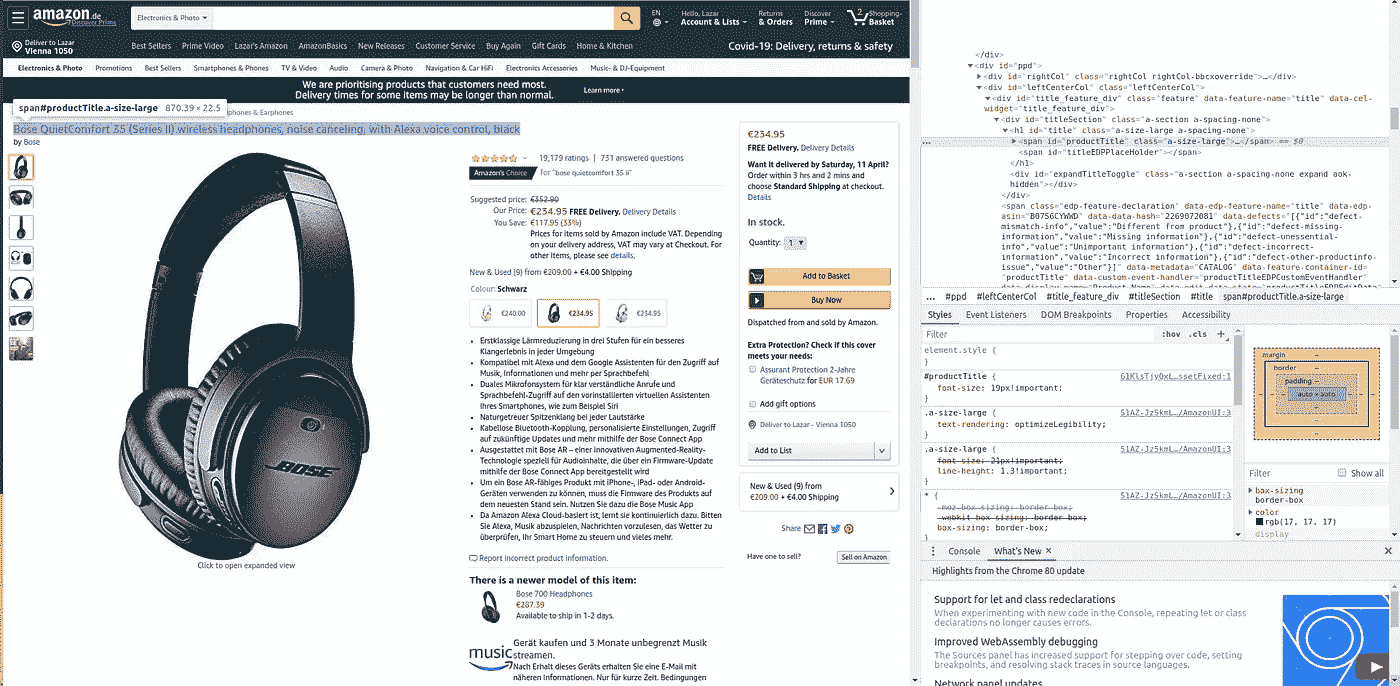 amazon.de
Discover Prime
Electronics & Photo
EN
Hello, Lazar
Account & Lists
Returns
& Orders
Discover
Prime
2
Shopping-
Basket
Deliver to Lazar
Vienna 1050
Best Sellers Prime Video Lazar's Amazon AmazonBasics New Releases Customer Service Buy Again Gift Cards Home & Kitchen
Covid-19: Delivery, returns & safety
Electronics & Photo Promotions Best Sellers Smartphones & Phones TV & Video Audio Camera & Photo Navigation & Car HiFi Electronics Accessories Music- & DJ-Equipment
We are prioritising products that customers need most.
Delivery times for some items may be longer than normal.
Learn more ›
span#productTitle.a-size-large 870.39 × 22.5
phones & Earphones
Bose QuietComfort 35 (Series II) wireless headphones, noise canceling, with Alexa voice control, black
by Bose
BOSE
Click to open expanded view
19,179 ratings | 731 answered questions
Amazon's Choice for "bose quietcomfort 35 ii"
Suggested price: €352.90
Our Price: €234.95 FREE Delivery. Delivery Details
You Save: €117.95 (33%)
Prices for items sold by Amazon include VAT. Depending
on your delivery address, VAT may vary at Checkout. For
other items, please see details.
New & Used (9) from €209.00 + €4.00 Shipping
Colour: Schwarz
€240.00
€234.95
€234.95
Erstklassige Lärmreduzierung in drei Stufen für ein besseres
Klangerlebnis in jeder Umgebung
Kompatibel mit Alexa und dem Google Assistenten für den Zugriff auf
Musik, Informationen und mehr per Sprachbefehl
Duales Mikrofonsystem für klar verständliche Anrufe und
Sprachbefehl-Zugriff auf den vorinstallierten virtuellen Assistenten
Ihres Smartphones, wie zum Beispiel Siri
Naturgetreuer Spitzenklang bei jeder Lautstärke
Kabellose Bluetooth-Kopplung, personalisierte Einstellungen, Zugriff
auf zukünftige Updates und mehr mithilfe der Bose Connect App
Ausgestattet mit Bose AR – einer innovativen Augmented-Reality-
Technologie speziell für Audioinhalte, die über ein Firmware-Update
mithilfe der Bose Connect App bereitgestellt wird
Um ein Bose AR-fähiges Produkt mit iPhone-, iPad- oder Android-
Geräten verwenden zu können, muss die Firmware des Produkts auf
dem neuesten Stand sein. Nutzen Sie dazu die Bose Music App
Da Amazon Alexa Cloud-basiert ist, lernt sie kontinuierlich dazu. Bitten
Sie Alexa, Musik abzuspielen, Nachrichten vorzulesen, das Wetter zu
überprüfen, Ihr Smart Home zu steuern und vieles mehr.
Report incorrect product information.
There is a newer model of this item:
Bose 700 Headphones
€287.39
Available to ship in 1-2 days.
music
Gerät kaufen und 3 Monate unbegrenzt Musik
streamen.
Nach Erhalt dieses Geräts erhalten Sie eine E-Mail mit
näheren Informationen. Nur für kurze Zeit. Bedingungen
€234.95
FREE Delivery. Delivery Details
Want it delivered by Saturday, 11 April?
Order within 3 hrs and 2 mins and
choose Standard Shipping at checkout.
Details
In stock.
Quantity: 1
Add to Basket
Buy Now
Dispatched from and sold by Amazon.
Extra Protection? Check if this cover
meets your needs:
Assurant Protection 2-Jahre
Geräteschutz for EUR 17.69
Add gift options
Deliver to Lazar - Vienna 1050
Add to List
New & Used (9) from
€209.00 + €4.00 Shipping
Share
Have one to sell?
Sell on Amazon
</div>
<div id="ppd">
<div id="rightCol" class="rightCol rightCol-bbcxoverride">…</div>
<div id="leftCenterCol" class="leftCenterCol">
<div id="title_feature_div" class="feature" data-feature-name="title" data-cel-
widget="title_feature_div">
<div id="titleSection" class="a-section a-spacing-none">
<h1 id="title" class="a-size-large a-spacing-none">
<span id="productTitle" class="a-size-large">…</span> == $0
<span id="titleEDPPlaceHolder"></span>
</h1>
<div id="expandTitleToggle" class="a-section a-spacing-none expand aok-
hidden"></div>
</div>
<span class="edp-feature-declaration" data-edp-feature-name="title" data-edp-
asin="B0756CYWWD" data-data-hash="2269072081" data-defects="[{"id":"defect-
mismatch-info","value":"Different from product"},{"id":"defect-missing-
information","value":"Missing information"},{"id":"defect-unessential-
info","value":"Unimportant information"},{"id":"defect-incorrect-
information","value":"Incorrect information"},{"id":"defect-other-productinfo-
issue","value":"Other"}]" data-metadata="CATALOG" data-feature-container-id=
"productTitle" data-custom-event-handler="productTitleEDPCustomEventHandler"
… #ppd #leftCenterCol #title_feature_div #titleSection #title span#productTitle.a-size-large
Styles Event Listeners DOM Breakpoints Properties Accessibility
Filter :hov .cls +
element.style {
}
#productTitle { 61KlsTjyQxL…ssetFixed:1
font-size: 19px!important;
}
.a-size-large { 51AZ-Jz5kmL…/AmazonUI:3
text-rendering: optimizeLegibility;
}
.a-size-large { 51AZ-Jz5kmL…/AmazonUI:3
font-size: 21px!important;
line-height: 1.3!important;
}
* { 51AZ-Jz5kmL…/AmazonUI:3
-moz-box-sizing: border-box;
-webkit-box-sizing: border-box;
box-sizing: border-box;
margin –
border –
padding –
auto × auto
Filter Show all
box-sizing
border-box
color
rgb(17, 17, 17)
display
Console What's New ×
Highlights from the Chrome 80 update
Support for let and class redeclarations
When experimenting with new code in the Console, repeating let or class
declarations no longer causes errors.
Improved WebAssembly debugging
The Sources panel has increased support for stepping over code, setting
breakpoints, and resolving stack traces in source languages.
Network panel updates